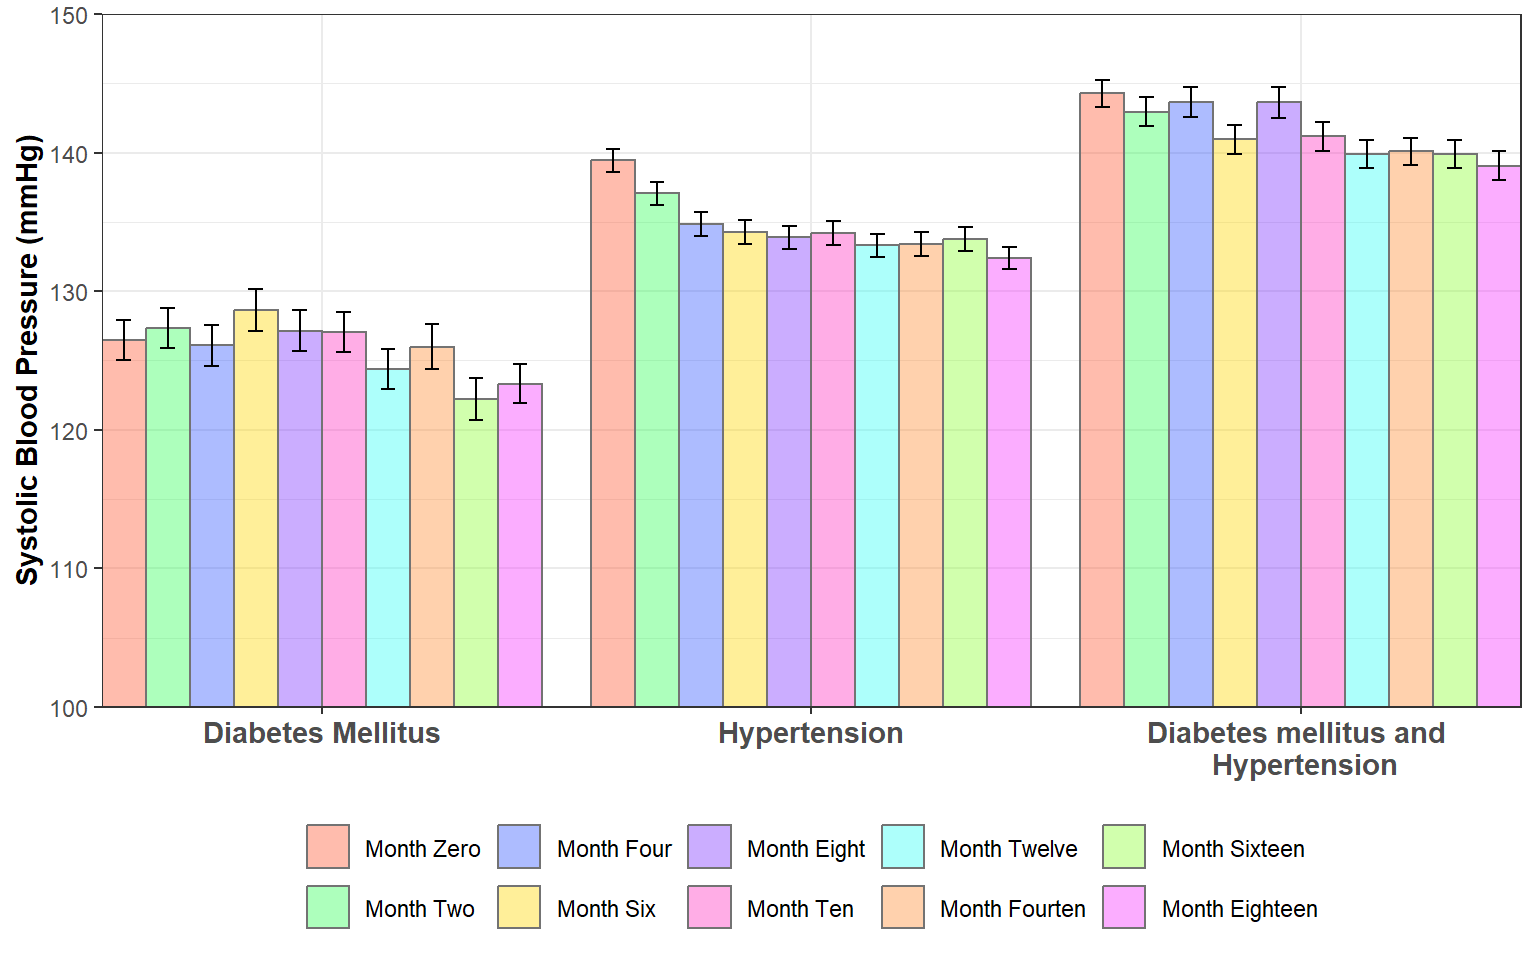 Systolic Blood Pressure (mmHg)
150
140
130
120
110
100
Diabetes Mellitus
Hypertension
Diabetes mellitus and
Hypertension
Month Zero
Month Four
Month Eight
Month Twelve
Month Sixteen
Month Two
Month Six
Month Ten
Month Fourten
Month Eighteen